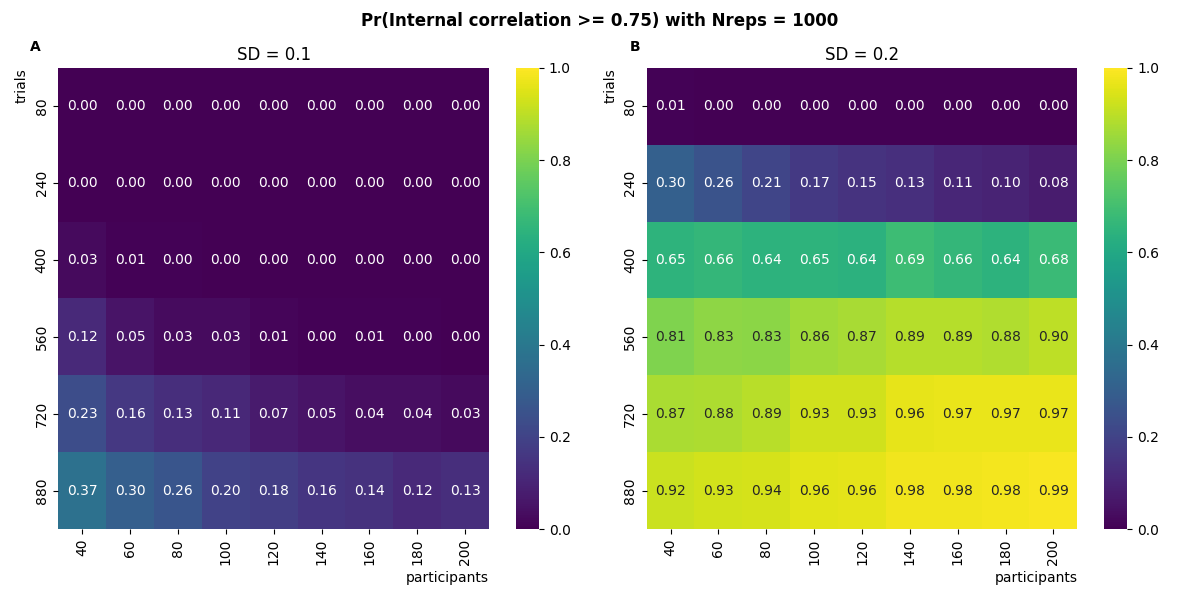 Pr(Internal correlation >= 0.75) with Nreps = 1000
A
SD = 0.1
trials
80 0.00 0.00 0.00 0.00 0.00 0.00 0.00 0.00 0.00
240 0.00 0.00 0.00 0.00 0.00 0.00 0.00 0.00 0.00
400 0.03 0.01 0.00 0.00 0.00 0.00 0.00 0.00 0.00
560 0.12 0.05 0.03 0.03 0.01 0.00 0.01 0.00 0.00
720 0.23 0.16 0.13 0.11 0.07 0.05 0.04 0.04 0.03
880 0.37 0.30 0.26 0.20 0.18 0.16 0.14 0.12 0.13
40 60 80 100 120 140 160 180 200
participants
1.0
0.8
0.6
0.4
0.2
0.0
B
SD = 0.2
trials
80 0.01 0.00 0.00 0.00 0.00 0.00 0.00 0.00 0.00
240 0.30 0.26 0.21 0.17 0.15 0.13 0.11 0.10 0.08
400 0.65 0.66 0.64 0.65 0.64 0.69 0.66 0.64 0.68
560 0.81 0.83 0.83 0.86 0.87 0.89 0.89 0.88 0.90
720 0.87 0.88 0.89 0.93 0.93 0.96 0.97 0.97 0.97
880 0.92 0.93 0.94 0.96 0.96 0.98 0.98 0.98 0.99
40 60 80 100 120 140 160 180 200
participants
1.0
0.8
0.6
0.4
0.2
0.0